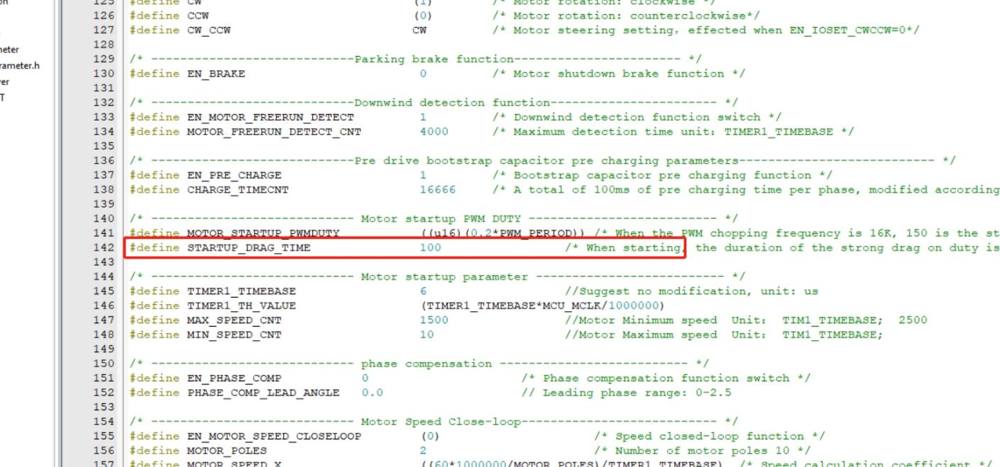 on
125 #define CW (1) /* Motor rotation: clockwise */
126 #define CCW (0) /* Motor rotation: counterclockwise*/
127 #define CW_CCW CW /* Motor steering setting, effected when EN_IOSET_CWCCW=0*/
128
meter
129 /* ----------------------------Parking brake function----------------------- */
rameter.h
130 #define EN_BRAKE 0 /* Motor shutdown brake function */
ver
131
T
132 /* ----------------------------Downwind detection function----------------------- */
133 #define EN_MOTOR_FREERUN_DETECT 1 /* Downwind detection function switch */
134 #define MOTOR_FREERUN_DETECT_CNT 4000 /* Maximum detection time unit: TIMER1_TIMEBASE */
135
136 /* ----------------------------Pre drive bootstrap capacitor pre charging parameters--------------------------- */
137 #define EN_PRE_CHARGE 1 /* Bootstrap capacitor pre charging function */
138 #define CHARGE_TIMECNT 16666 /* A total of 100ms of pre charging time per phase, modified according
139
140 /* ---------------------------- Motor startup PWM DUTY -------------------------- */
141 #define MOTOR_STARTUP_PWMDUTY ((u16)(0.2*PWM_PERIOD)) /* When the PWM chopping frequency is 16K, 150 is the st
142 #define STARTUP_DRAG_TIME 100 /* When starting, the duration of the strong drag on duty is
143
144 /* ---------------------------- Motor startup parameter -------------------------- */
145 #define TIMER1_TIMEBASE 6 //Suggest no modification, unit: us
146 #define TIMER1_TH_VALUE (TIMER1_TIMEBASE*MCU_MCLK/1000000)
147 #define MAX_SPEED_CNT 1500 //Motor Minimum speed Unit: TIM1_TIMEBASE; 2500
148 #define MIN_SPEED_CNT 10 //Motor Maximum speed Unit: TIM1_TIMEBASE;
149
150 /* ---------------------------- phase compensation -------------------------- */
151 #define EN_PHASE_COMP 0 /* Phase compensation function switch */
152 #define PHASE_COMP_LEAD_ANGLE 0.0 // Leading phase range: 0-2.5
153
154 /* ---------------------------- Motor Speed Close-loop--------------------------- */
155 #define EN_MOTOR_SPEED_CLOSELOOP (0) /* Speed closed-loop function */
156 #define MOTOR_POLES 2 /* Number of motor poles 10 */
157 #define MOTOR_SPEED_X ((60*1000000/MOTOR_POLES)/TIMER1_TIMEBASE) /* Speed calculation coefficient */